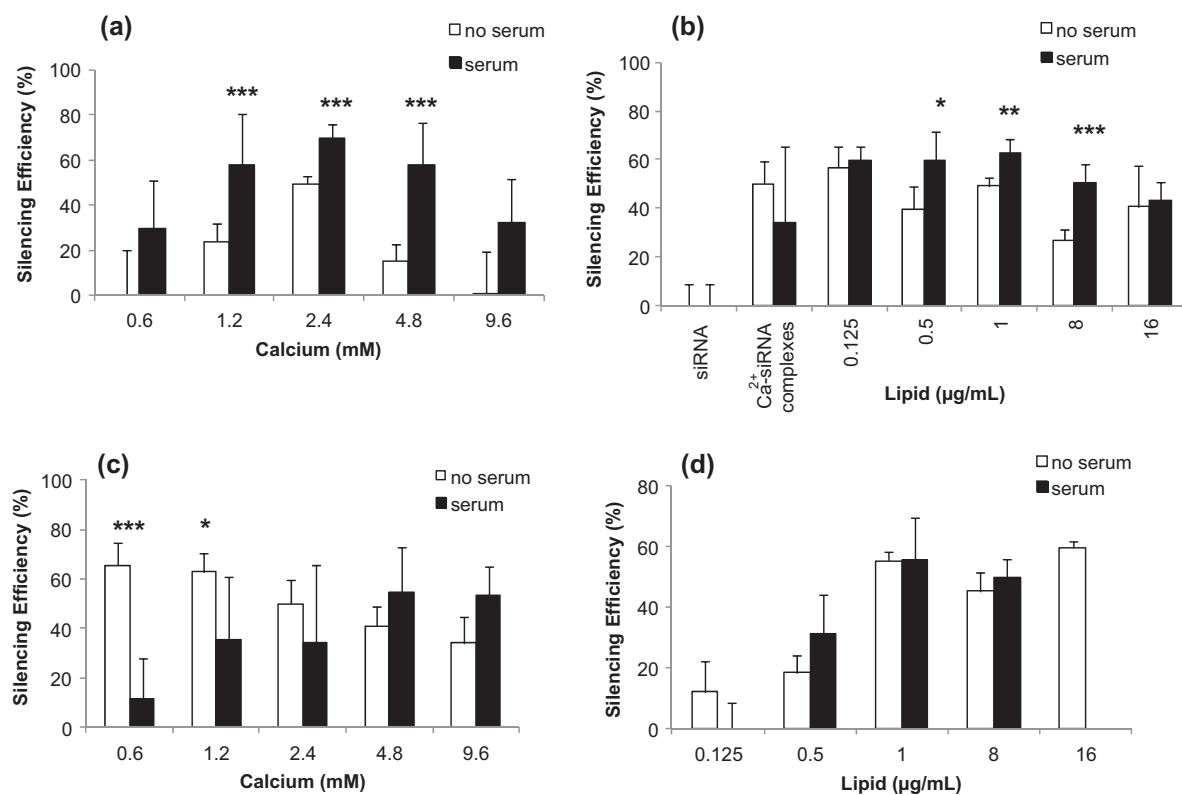 (a)
no serum
serum
***
***
***
100
80
60
40
20
0
Silencing Efficiency (%)
0.6
1.2
2.4
4.8
9.6
Calcium (mM)
(b)
no serum
serum
*
**
***
100
80
60
40
20
0
Silencing Efficiency (%)
siRNA
Ca-siRNA 2+
complexes
0.125
0.5
1
8
16
Lipid (µg/mL)
(c)
no serum
serum
***
*
100
80
60
40
20
0
Silencing Efficiency (%)
0.6
1.2
2.4
4.8
9.6
Calcium (mM)
(d)
no serum
serum
80
60
40
20
0
Silencing Efficiency (%)
0.125
0.5
1
8
16
Lipid (µg/mL)